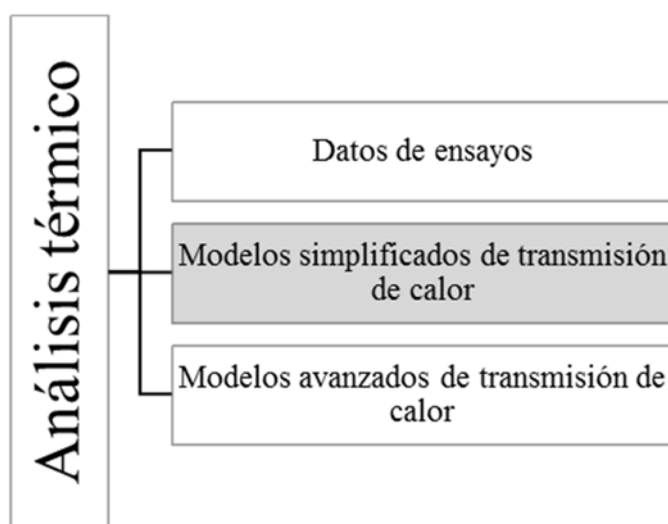 Análisis térmico
Datos de ensayos
Modelos simplificados de transmisión
de calor
Modelos avanzados de transmisión de
calor